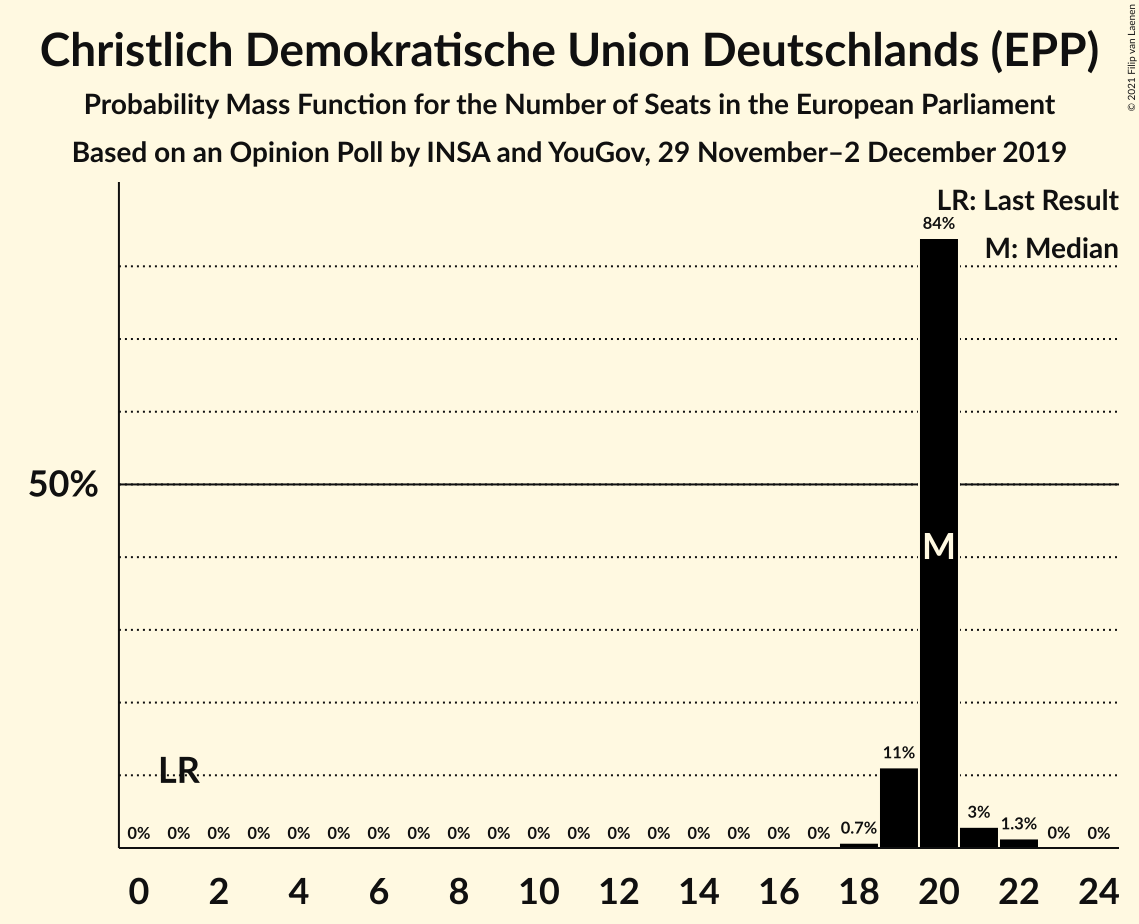 Christlich Demokratische Union Deutschlands (EPP)
Probability Mass Function for the Number of Seats in the European Parliament
Based on an Opinion Poll by INSA and YouGov, 29 November–2 December 2019
© 2021 Filip van Laenen
LR: Last Result
M: Median
84%
50%
M
LR
0% 0% 0% 0% 0% 0% 0% 0% 0% 0% 0% 0% 0% 0% 0% 0% 0% 0% 0.7% 11% 3% 1.3% 0% 0%
0 2 4 6 8 10 12 14 16 18 20 22 24